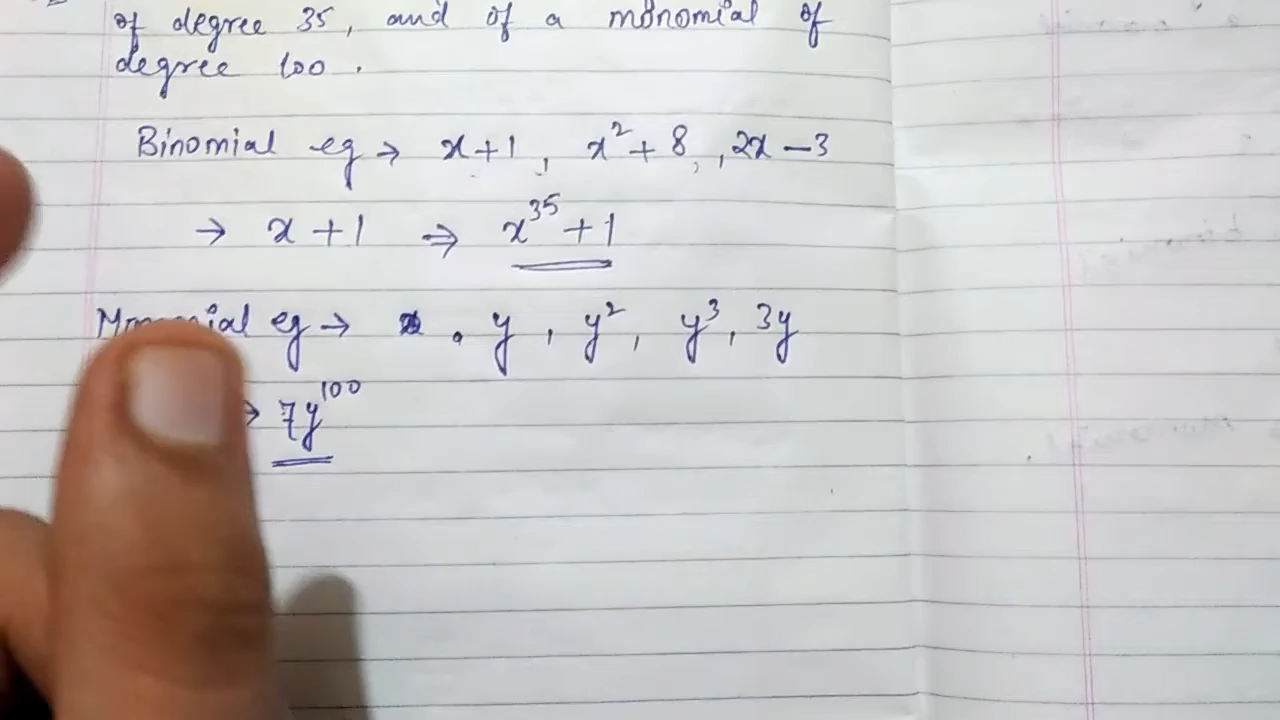 of degree 35, and of a monomial of
degree 100.
Binomial eg → x+1, x²+8, 2x-3
→ x+1 ⇒ x³⁵+1
eg → y, y², y³, 3y
→ 7y¹⁰⁰